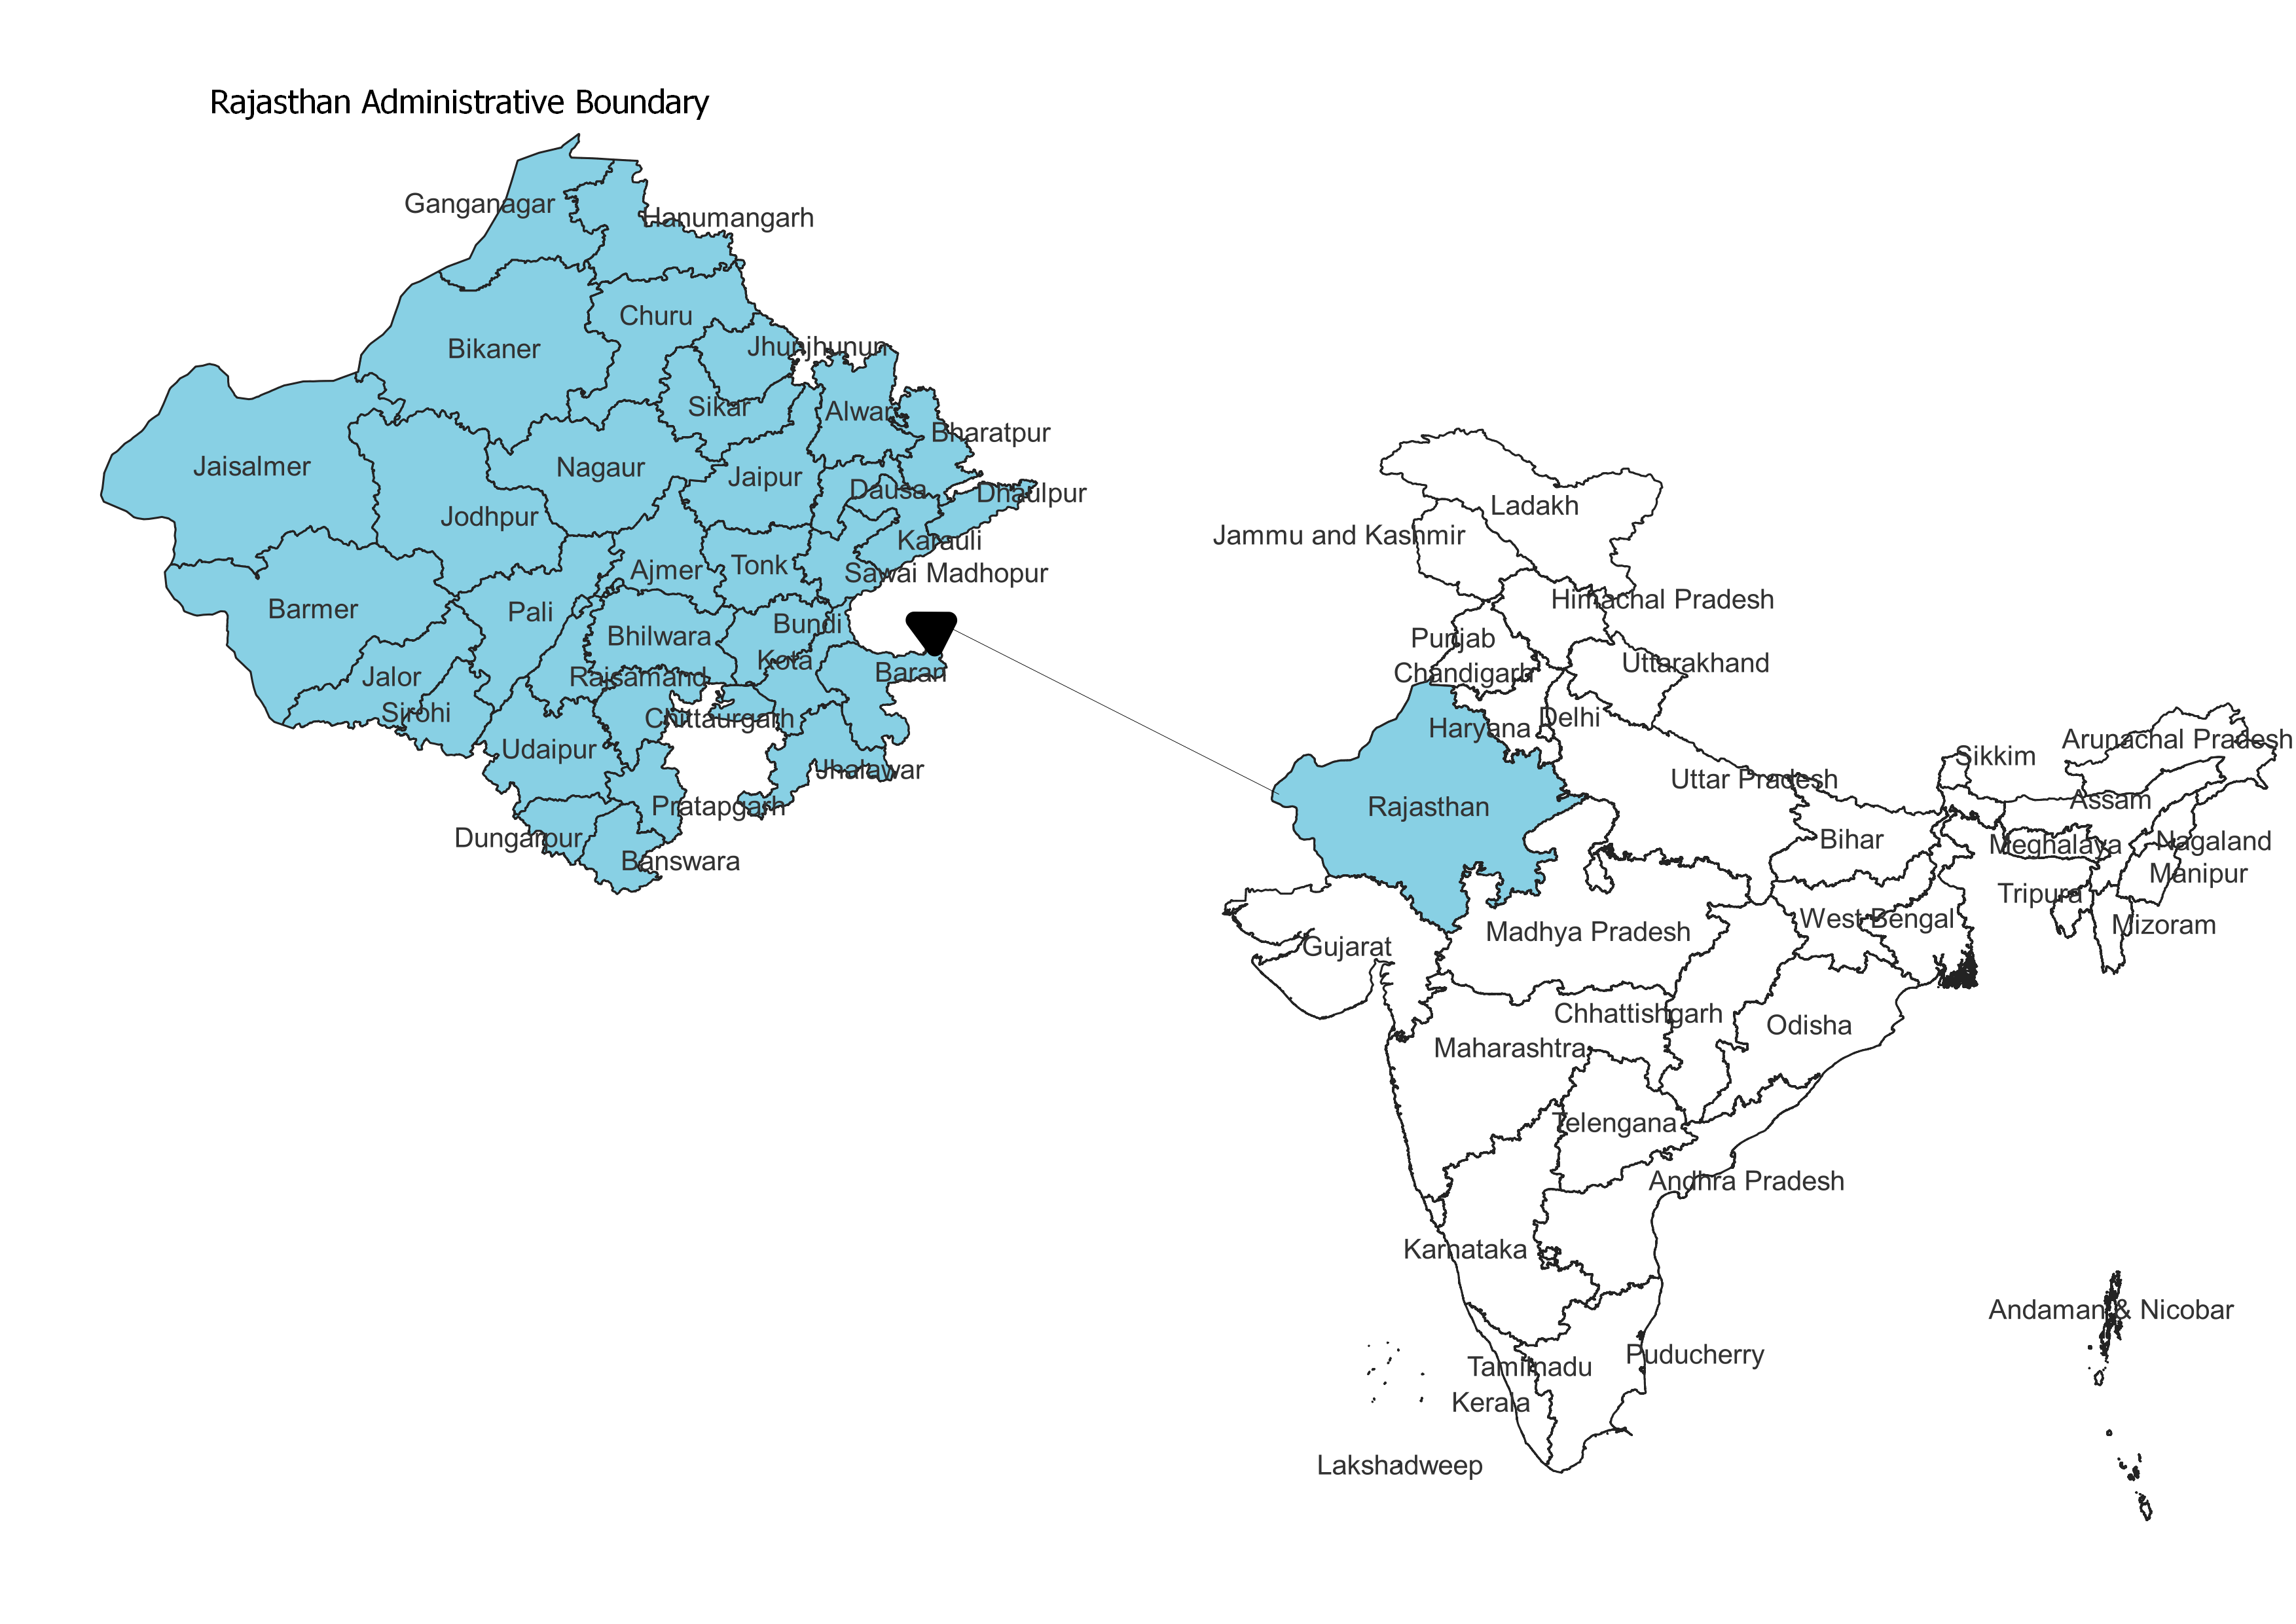 Rajasthan Administrative Boundary
Ganganagar
Hanumangarh
Churu
Bikaner
Jhunjhunun
Sikar
Alwar
Bharatpur
Jaisalmer
Nagaur
Jaipur
Dausa
Dhaulpur
Jodhpur
Karauli
Ajmer
Tonk
Sawai Madhopur
Barmer
Pali
Bhilwara
Bundi
Kota
Baran
Jalor
Rajsamand
Sirohi
Chittaurgarh
Udaipur
Jhalawar
Pratapgarh
Dungarpur
Banswara
Ladakh
Jammu and Kashmir
Himachal Pradesh
Punjab
Chandigarh
Uttarakhand
Haryana
Delhi
Rajasthan
Uttar Pradesh
Sikkim
Arunachal Pradesh
Assam
Bihar
Meghalaya
Nagaland
Manipur
Tripura
Mizoram
West Bengal
Gujarat
Madhya Pradesh
Chhattishgarh
Odisha
Maharashtra
Telengana
Andhra Pradesh
Karnataka
Andaman & Nicobar
Tamilnadu
Puducherry
Kerala
Lakshadweep